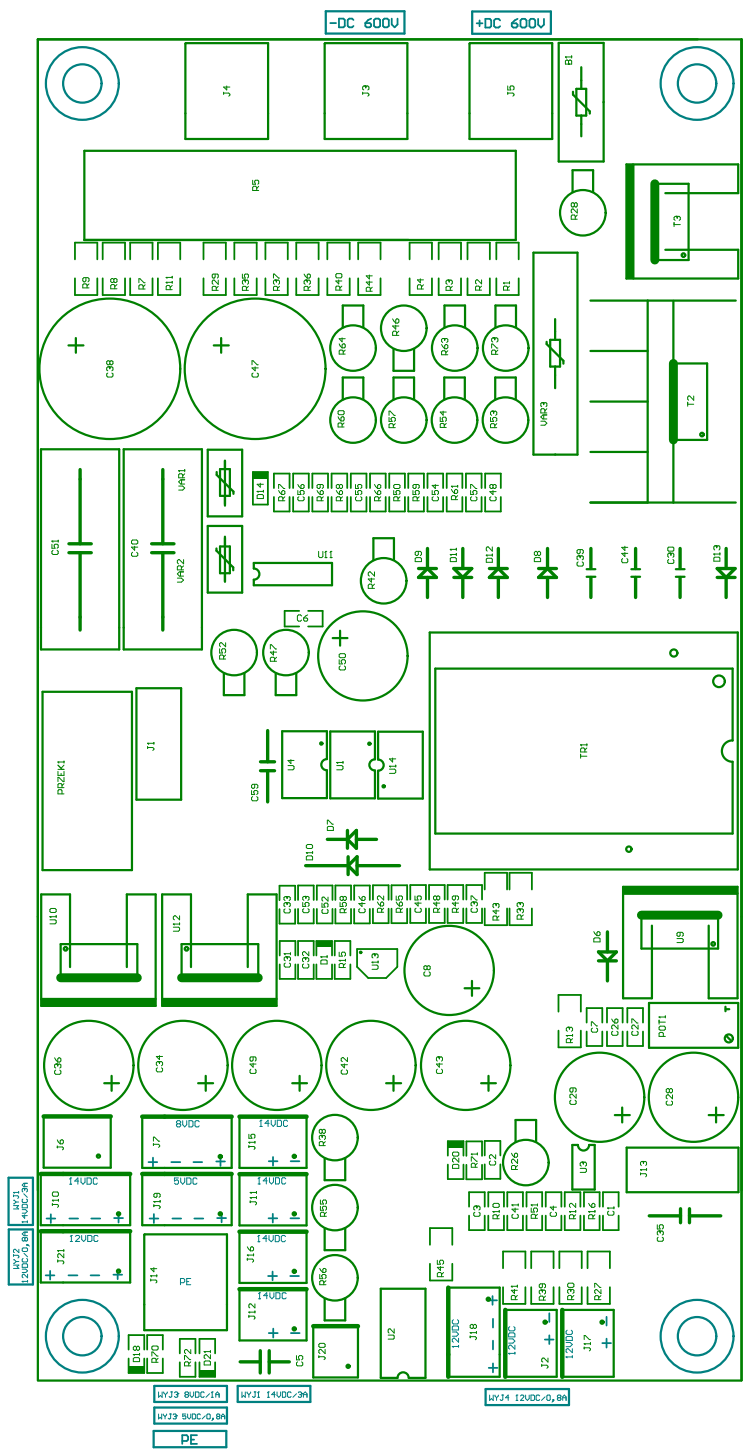 -DC 600V
+DC 600V
J4
J3
J5
B1
R5
R28
T3
R9
R8
R7
R11
R29
R35
R37
R36
R40
R44
R4
R3
R2
R1
C38
C47
R64
R46
R63
R73
R60
R57
R54
R53
VAR3
T2
C51
C40
VAR1
VAR2
D14
R67
C56
R69
R68
C55
R66
R50
R59
C54
R61
C57
C48
U11
R42
D9
D11
D12
D8
C39
C44
C30
D13
C6
R52
R47
C50
PRZEK1
J1
C59
U4
U1
U14
TR1
D7
D10
U10
U12
C33
C53
C52
R58
C46
R62
R65
C45
R48
R49
C37
R43
R33
C31
C32
D1
R15
U13
C8
D6
U9
R13
C7
C26
C27
POT1
C36
C34
C49
C42
C43
C29
C28
J6
J7
8VDC
+ - - +
J15
14VDC
+ -
R38
D20
R71
C2
R26
U3
J13
WYJ1
14VDC/3A
J10
14VDC
+ - - +
J19
5VDC
+ - - +
J11
14VDC
+ -
R55
C3
R10
C41
R51
C4
R12
R16
C1
C35
WYJ2
12VDC/0,8A
J21
12VDC
+ - - +
J14
PE
J16
14VDC
+ -
R56
R45
R41
R39
R30
R27
J12
14VDC
+ -
D18
R70
R72
D21
C5
J20
U2
12VDC
J18
+ - - +
12VDC
J2
+ -
12VDC
J17
+ -
WYJ3 8VDC/1A
WYJ1 14VDC/3A
WYJ4 12VDC/0,8A
WYJ3 5VDC/0,8A
PE